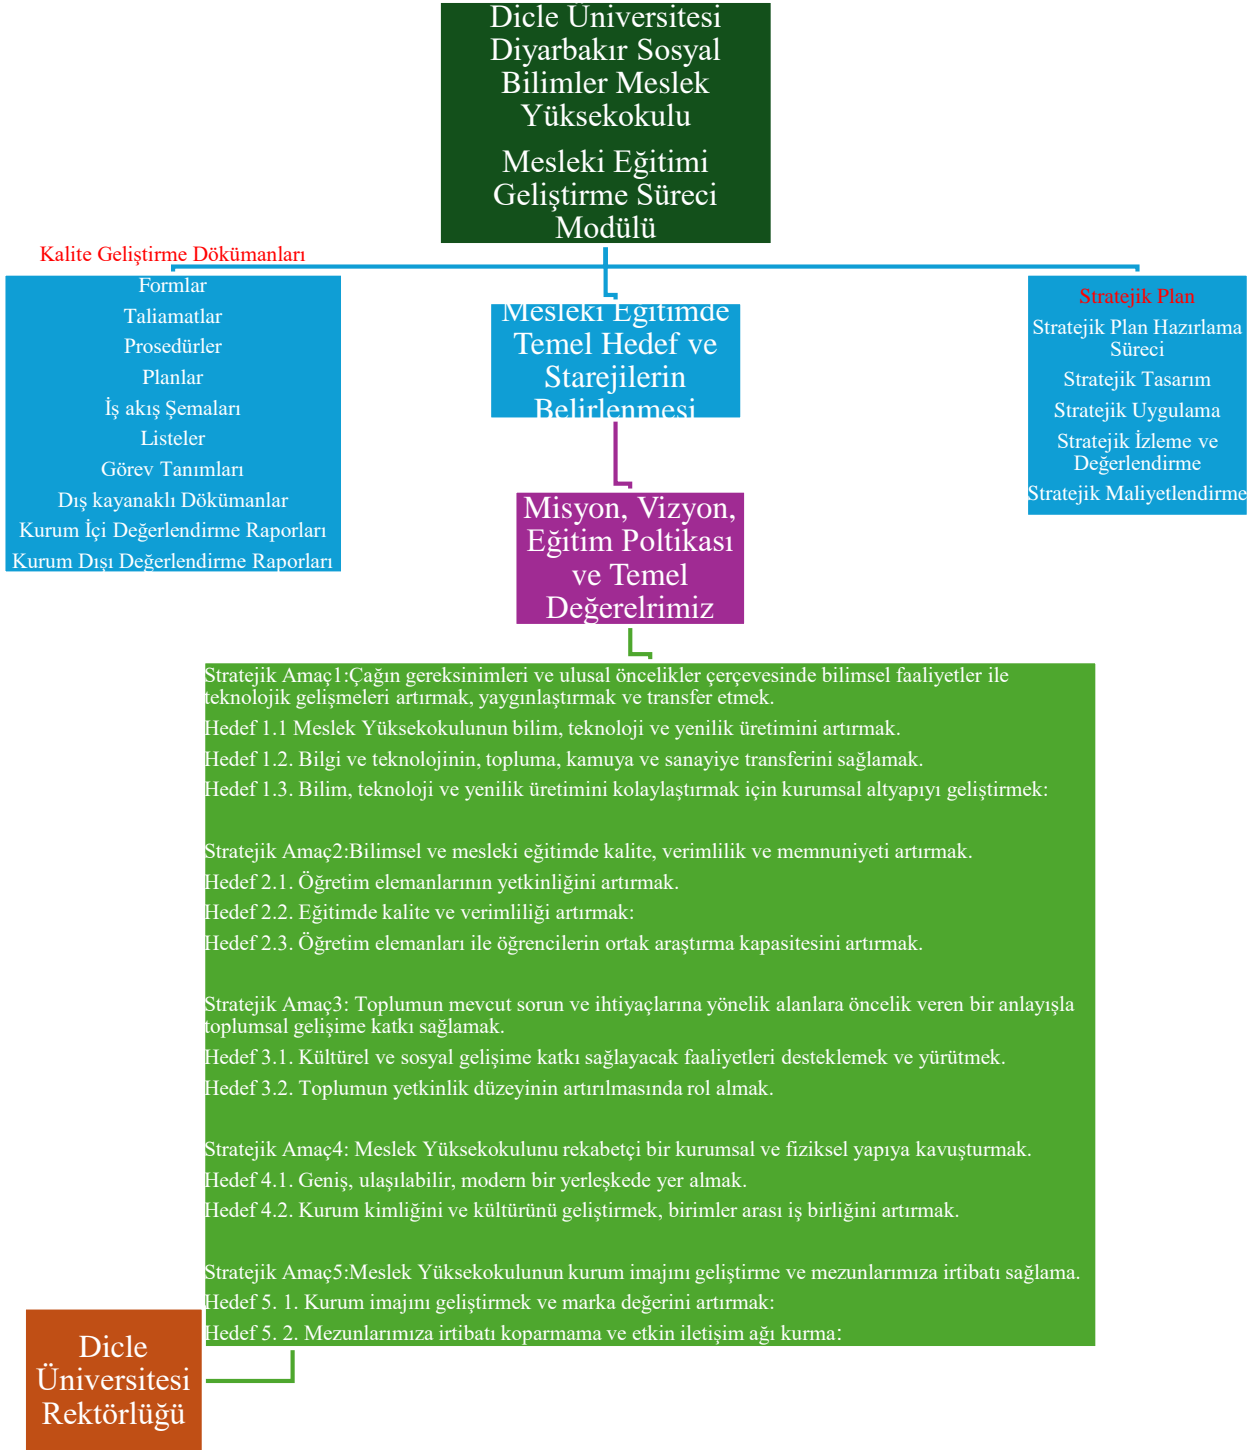 Dicle Üniversitesi
Diyarbakır Sosyal
Bilimler Meslek
Yüksekokulu
Mesleki Eğitimi
Geliştirme Süreci
Modülü
Kalite Geliştirme Dökümanları
Formlar
Taliamatlar
Prosedürler
Planlar
İş akış Şemaları
Listeler
Görev Tanımları
Dış kayanaklı Dökümanlar
Kurum İçi Değerlendirme Raporları
Kurum Dışı Değerlendirme Raporları
Mesleki Eğitimde
Temel Hedef ve
Starejilerin
Belirlenmesi
Stratejik Plan
Stratejik Plan Hazırlama
Süreci
Stratejik Tasarım
Stratejik Uygulama
Stratejik İzleme ve
Değerlendirme
Stratejik Maliyetlendirme
Misyon, Vizyon,
Eğitim Poltikası
ve Temel
Değerelrimiz
Stratejik Amaç1:Çağın gereksinimleri ve ulusal öncelikler çerçevesinde bilimsel faaliyetler ile
teknolojik gelişmeleri artırmak, yaygınlaştırmak ve transfer etmek.
Hedef 1.1 Meslek Yüksekokulunun bilim, teknoloji ve yenilik üretimini artırmak.
Hedef 1.2. Bilgi ve teknolojinin, topluma, kamuya ve sanayiye transferini sağlamak.
Hedef 1.3. Bilim, teknoloji ve yenilik üretimini kolaylaştırmak için kurumsal altyapıyı geliştirmek:
Stratejik Amaç2:Bilimsel ve mesleki eğitimde kalite, verimlilik ve memnuniyeti artırmak.
Hedef 2.1. Öğretim elemanlarının yetkinliğini artırmak.
Hedef 2.2. Eğitimde kalite ve verimliliği artırmak:
Hedef 2.3. Öğretim elemanları ile öğrencilerin ortak araştırma kapasitesini artırmak.
Stratejik Amaç3: Toplumun mevcut sorun ve ihtiyaçlarına yönelik alanlara öncelik veren bir anlayışla
toplumsal gelişime katkı sağlamak.
Hedef 3.1. Kültürel ve sosyal gelişime katkı sağlayacak faaliyetleri desteklemek ve yürütmek.
Hedef 3.2. Toplumun yetkinlik düzeyinin artırılmasında rol almak.
Stratejik Amaç4: Meslek Yüksekokulunu rekabetçi bir kurumsal ve fiziksel yapıya kavuşturmak.
Hedef 4.1. Geniş, ulaşılabilir, modern bir yerleşkede yer almak.
Hedef 4.2. Kurum kimliğini ve kültürünü geliştirmek, birimler arası iş birliğini artırmak.
Stratejik Amaç5:Meslek Yüksekokulunun kurum imajını geliştirme ve mezunlarımıza irtibatı sağlama.
Hedef 5. 1. Kurum imajını geliştirmek ve marka değerini artırmak:
Hedef 5. 2. Mezunlarımıza irtibatı koparmama ve etkin iletişim ağı kurma:
Dicle
Üniversitesi
Rektörlüğü